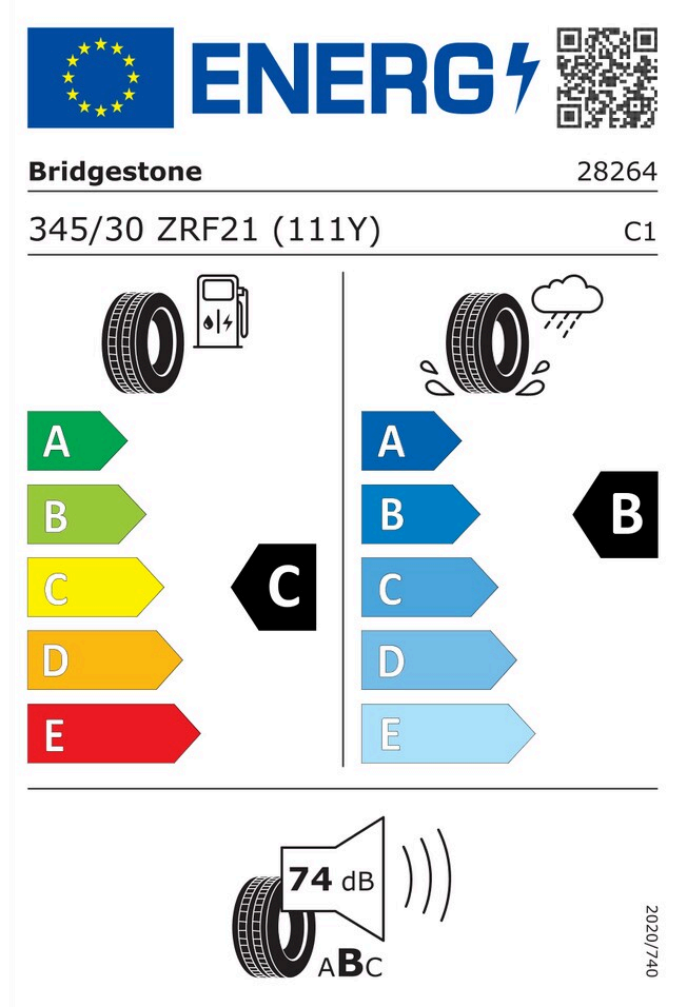 ENERG
Bridgestone 28264
345/30 ZRF21 (111Y) C1
A A
B B B
C C C
D D
E E
74 dB
ABC
2020/740